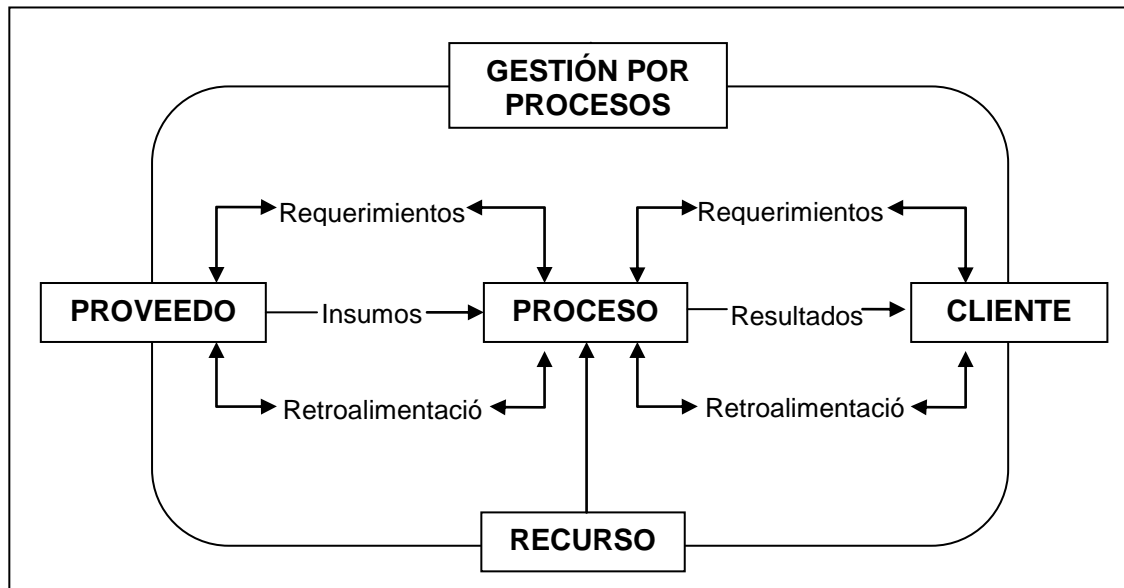 GESTIÓN POR
PROCESOS
Requerimientos
Requerimientos
PROVEEDO
Insumos
PROCESO
Resultados
CLIENTE
Retroalimentació
Retroalimentació
RECURSO